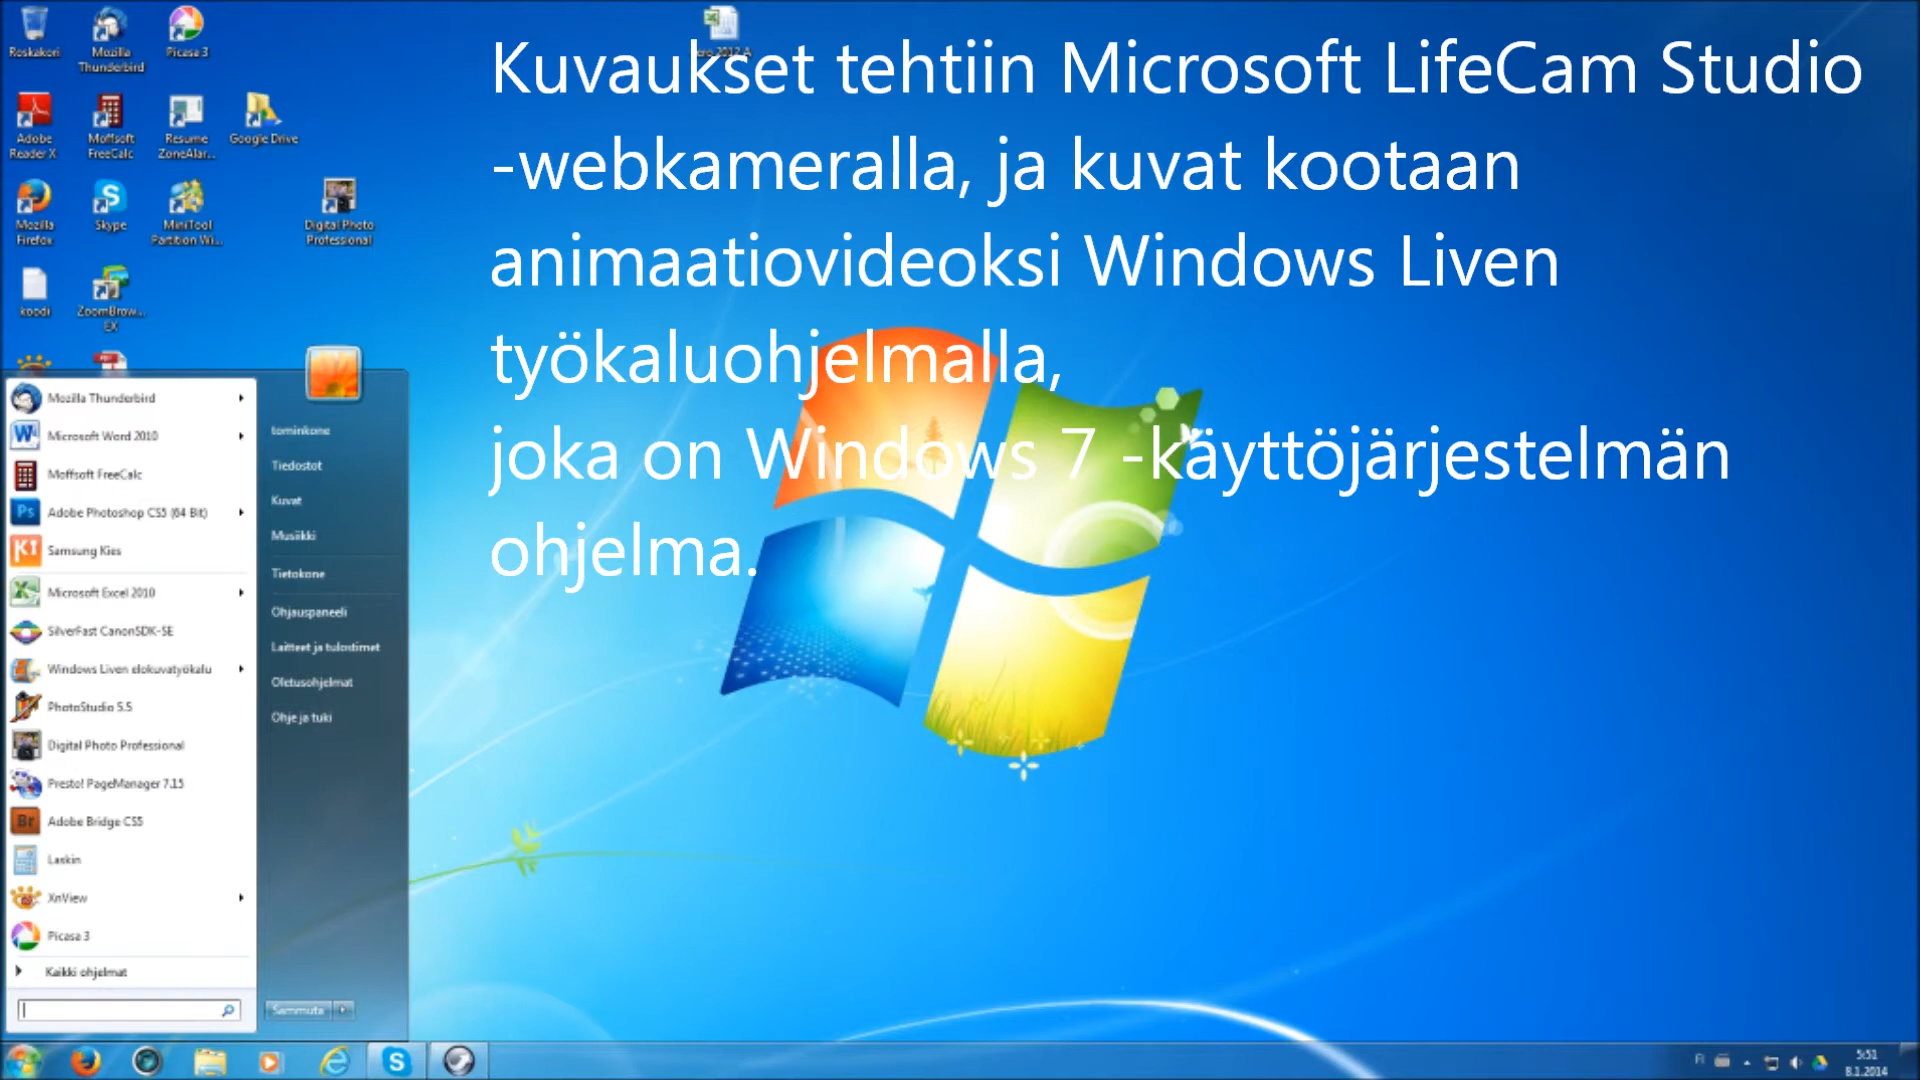 Roskakori
Mozilla
Thunderbird
Picasa 3
Adobe
Reader X
Moffsoft
FreeCalc
Resume
ZoneAlar...
Google Drive
Mozilla
Firefox
Skype
MiniTool
Partition Wi...
Digital Photo
Professional
koodi
ZoomBrow...
EX
Kuvaukset tehtiin Microsoft LifeCam Studio
-webkameralla, ja kuvat kootaan
animaatiovideoksi Windows Liven
työkaluohjelmalla,
joka on Windows 7 -käyttöjärjestelmän
ohjelma.
Mozilla Thunderbird
Microsoft Word 2010
Moffsoft FreeCalc
Adobe Photoshop CS5 (64 Bit)
Samsung Kies
Microsoft Excel 2010
SilverFast CanonSDK-SE
Windows Liven elokuvatyökalu
PhotoStudio 5.5
Digital Photo Professional
Presto! PageManager 7.15
Adobe Bridge CS5
Laskin
XnView
Picasa 3
Kaikki ohjelmat
tominkone
Tiedostot
Kuvat
Musiikki
Tietokone
Ohjauspaneeli
Laitteet ja tulostimet
Oletusohjelmat
Ohje ja tuki
Sammuta
FI
5:51
8.1.2014